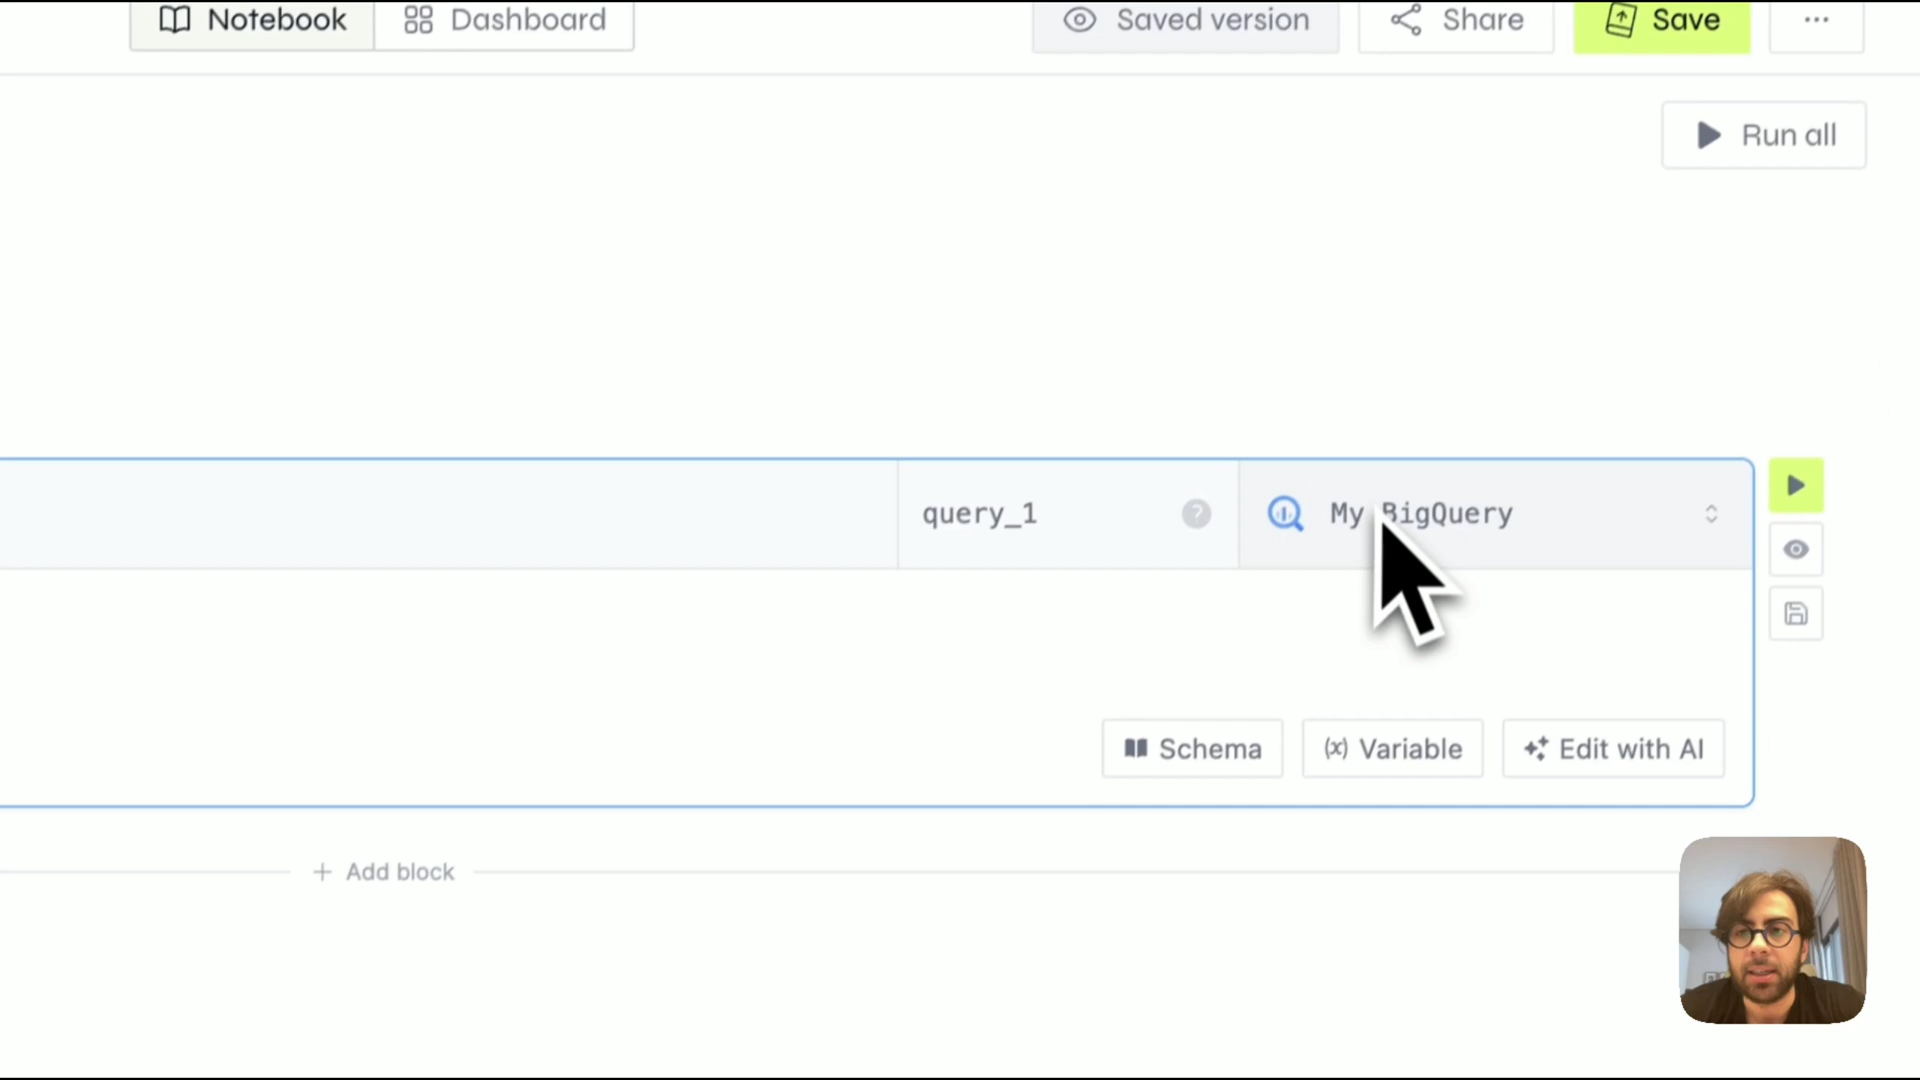 Notebook
Dashboard
Saved version
Share
Save
Run all
query_1
?
My BigQuery
Schema
(x) Variable
Edit with AI
+ Add block